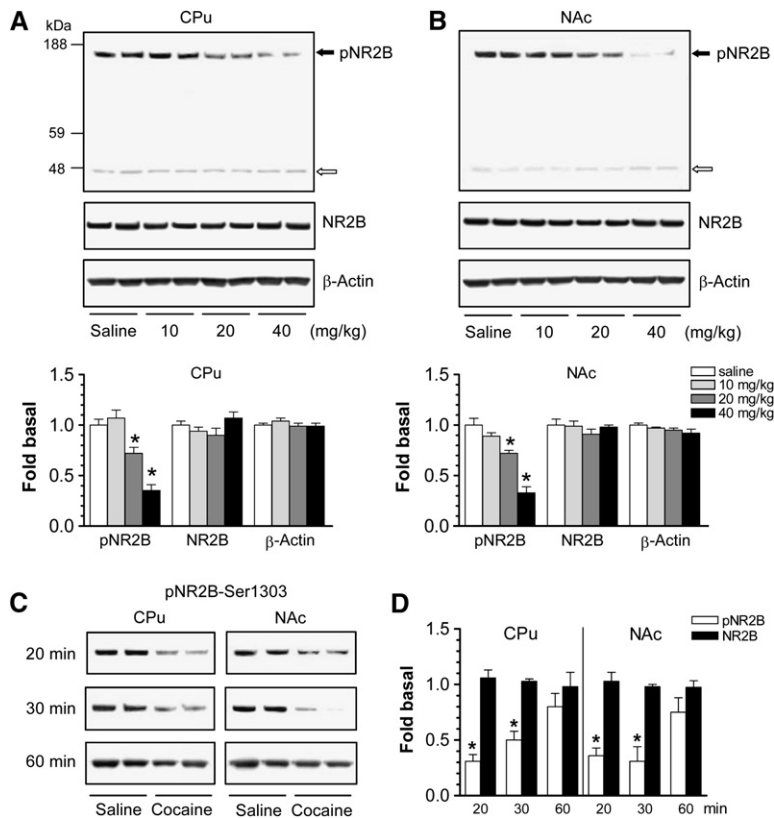 A
CPu
kDa
188
59
48
pNR2B
NR2B
β-Actin
Saline 10 20 40 (mg/kg)
B
NAc
pNR2B
NR2B
β-Actin
Saline 10 20 40 (mg/kg)
CPu
Fold basal
1.5
1.0
0.5
0.0
*
*
pNR2B NR2B β-Actin
NAc
saline
10 mg/kg
20 mg/kg
40 mg/kg
Fold basal
1.5
1.0
0.5
0.0
*
*
pNR2B NR2B β-Actin
C
pNR2B-Ser1303
CPu NAc
20 min
30 min
60 min
Saline Cocaine Saline Cocaine
D
pNR2B
NR2B
CPu NAc
Fold basal
1.5
1.0
0.5
0.0
* * * *
20 30 60 20 30 60 min